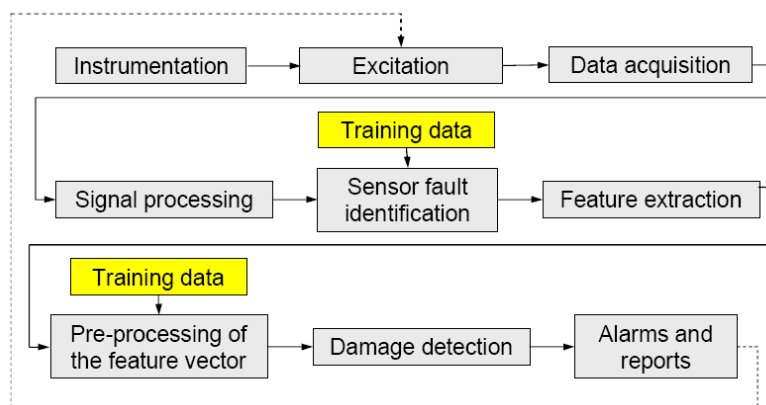 Instrumentation
Excitation
Data acquisition
Training data
Signal processing
Sensor fault
identification
Feature extraction
Training data
Pre-processing of
the feature vector
Damage detection
Alarms and
reports